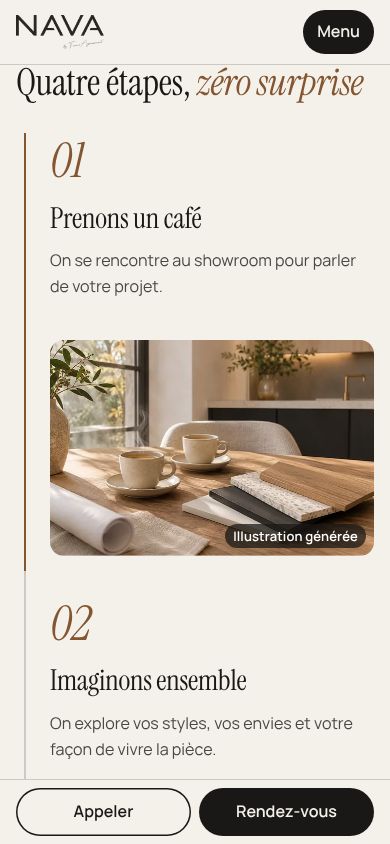 NAVA
Menu
Quatre étapes, zéro surprise
01
Prenons un café
On se rencontre au showroom pour parler
de votre projet.
Illustration générée
02
Imaginons ensemble
On explore vos styles, vos envies et votre
façon de vivre la pièce.
Appeler
Rendez-vous